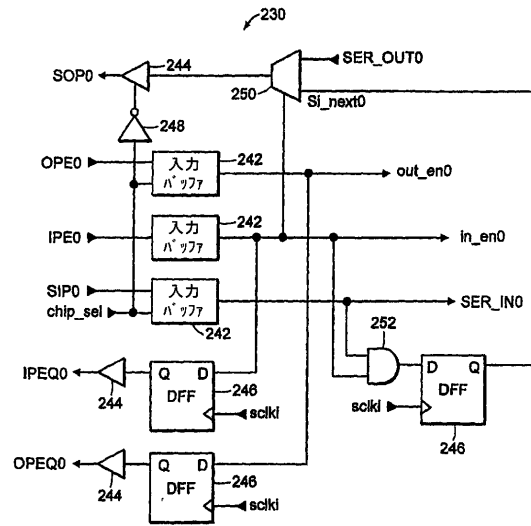 230
SOP0
244
250
SER_OUT0
Si_next0
248
OPE0
入力
バッファ
242
out_en0
IPE0
入力
バッファ
242
in_en0
SIP0
chip_sel
入力
バッファ
242
SER_IN0
252
IPEQ0
244
Q D
DFF
246
sclki
sclki
D Q
DFF
246
OPEQ0
244
Q D
DFF
246
sclki